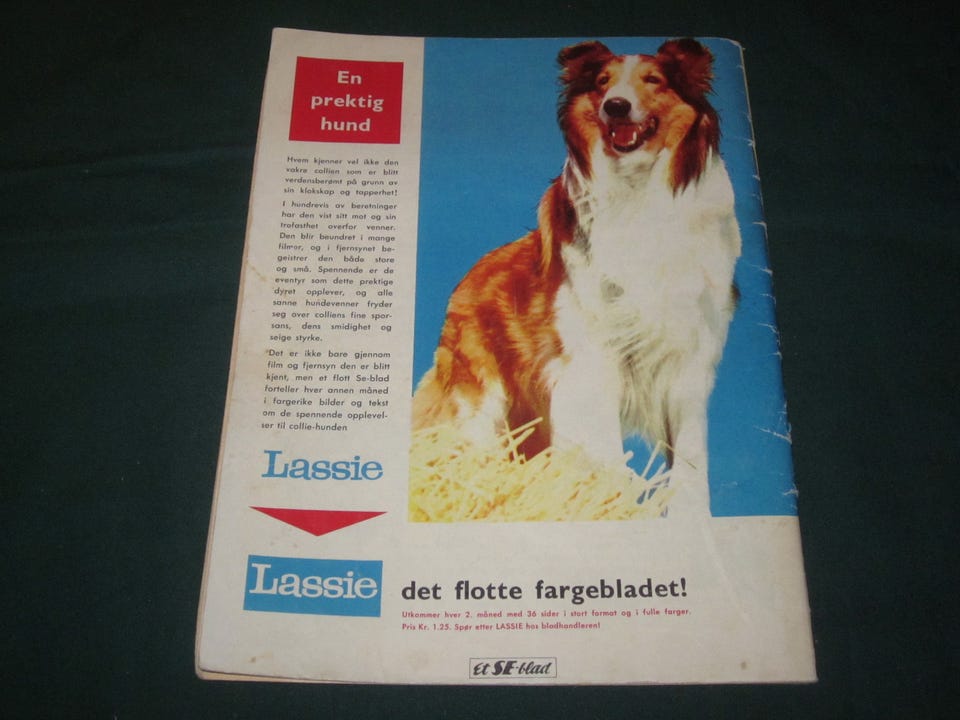 En
prektig
hund
Hvem kjenner vel ikke den
vakre collien som er blitt
verdensberømt på grunn av
sin klokskap og tapperhet!
I hundrevis av beretninger
har den vist sitt mot og sin
trofasthet overfor venner.
Den blir beundret i mange
filmer, og i fjernsynet be-
geistrer den både store
og små. Spennende er de
eventyr som dette prektige
dyret opplever, og alle
sanne hundevenner fryder
seg over colliens fine spor-
sans, dens smidighet og
seige styrke.
Det er ikke bare gjennom
film og fjernsyn den er blitt
kjent, men et flott Se-blad
forteller hver annen måned
i fargerike bilder og tekst
om de spennende opplevel-
ser til collie-hunden
Lassie
Lassie det flotte fargebladet!
Utkommer hver 2. måned med 36 sider i stort format og i fulle farger.
Pris Kr. 1.25. Spør etter LASSIE hos bladhandleren!
Et SE-blad